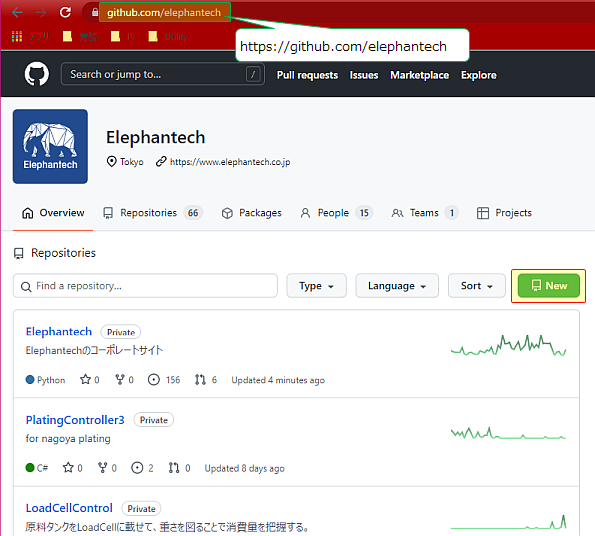 github.com/elephantech
アプリ
Utility
https://github.com/elephantech
Search or jump to... /
Pull requests Issues Marketplace Explore
Elephantech
Elephantech
Tokyo https://www.elephantech.co.jp
Overview Repositories 66 Packages People 15 Teams 1 Projects
Repositories
Find a repository... Type Language Sort New
Elephantech Private
Elephantechのコーポレートサイト
Python 0 0 156 6 Updated 4 minutes ago
PlatingController3 Private
for nagoya plating
C# 0 0 2 0 Updated 8 days ago
LoadCellControl Private
原料タンクをLoadCellに載せて、重さを図ることで消費量を把握する。